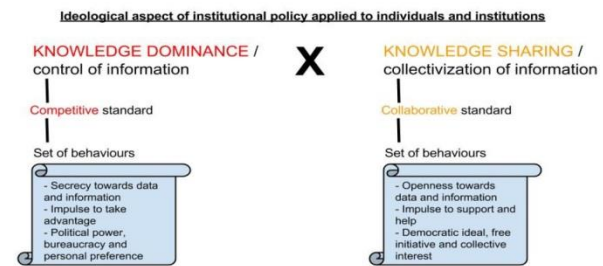 Ideological aspect of institutional policy applied to individuals and institutions
KNOWLEDGE DOMINANCE /
control of information
X
KNOWLEDGE SHARING /
collectivization of information
Competitive standard
Collaborative standard
Set of behaviours
Set of behaviours
- Secrecy towards data
and information
- Impulse to take
advantage
- Political power,
bureaucracy and
personal preference
- Openness towards
data and information
- Impulse to support and
help
- Democratic ideal, free
initiative and collective
interest